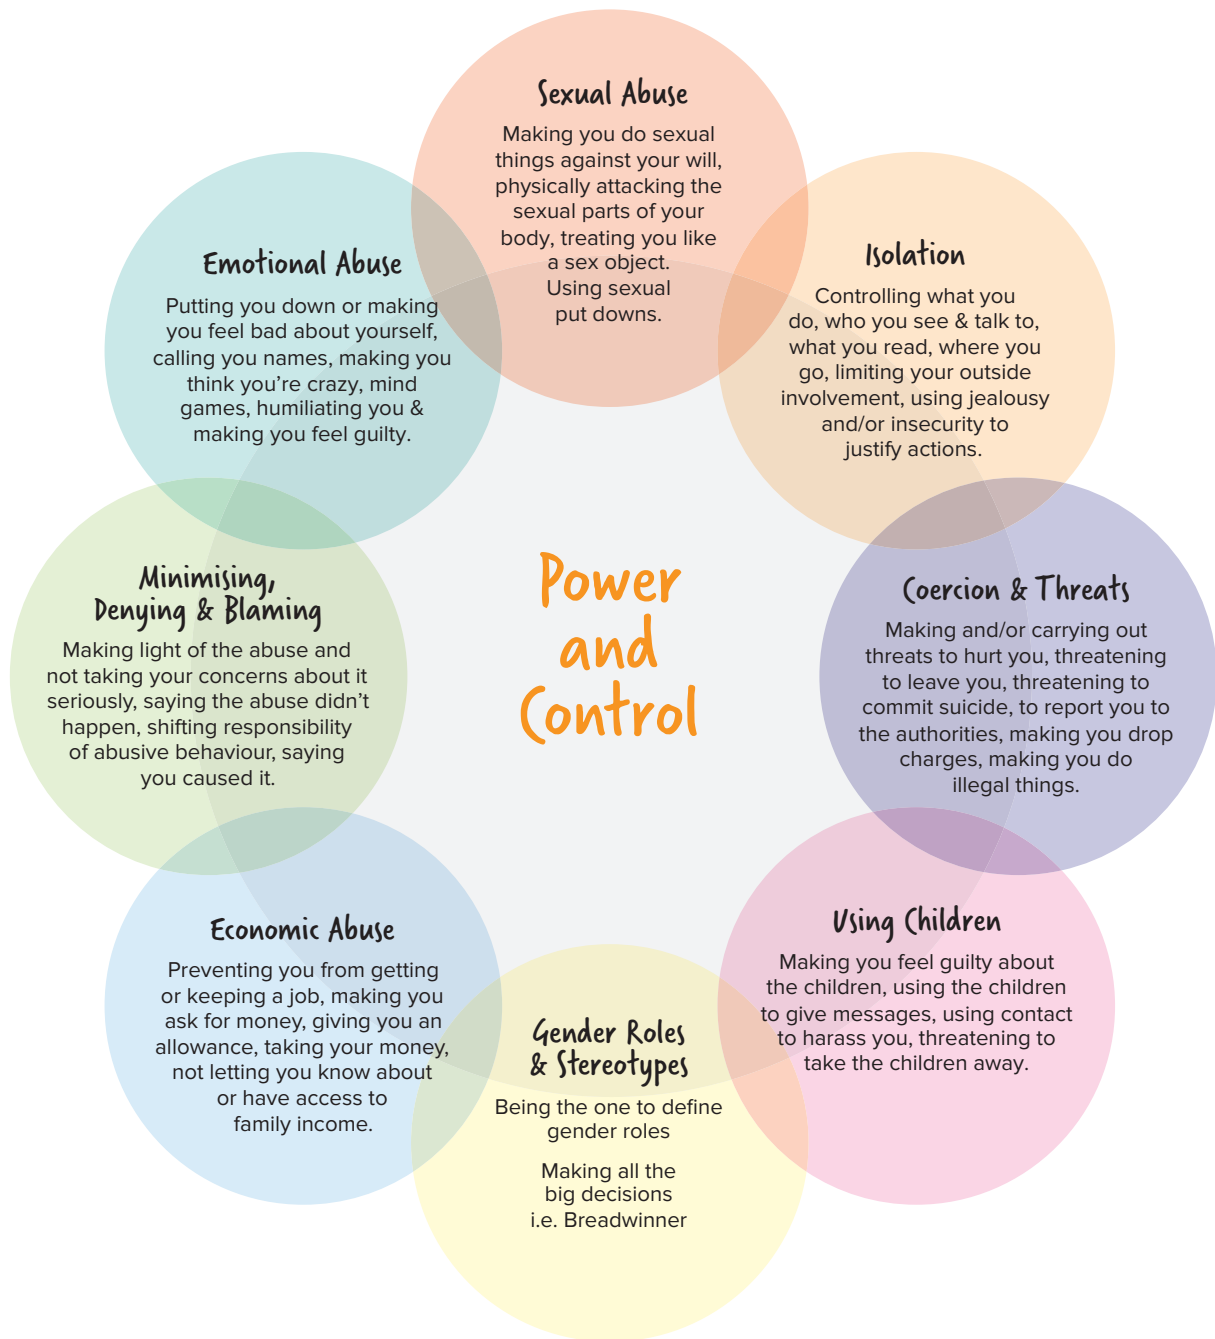 Sexual Abuse
Making you do sexual
things against your will,
physically attacking the
sexual parts of your
body, treating you like
a sex object.
Using sexual
put downs.
Isolation
Controlling what you
do, who you see & talk to,
what you read, where you
go, limiting your outside
involvement, using jealousy
and/or insecurity to
justify actions.
Coercion & Threats
Making and/or carrying out
threats to hurt you, threatening
to leave you, threatening to
commit suicide, to report you to
the authorities, making you drop
charges, making you do
illegal things.
Using Children
Making you feel guilty about
the children, using the children
to give messages, using contact
to harass you, threatening to
take the children away.
Gender Roles
& Stereotypes
Being the one to define
gender roles
Making all the
big decisions
i.e. Breadwinner
Economic Abuse
Preventing you from getting
or keeping a job, making you
ask for money, giving you an
allowance, taking your money,
not letting you know about
or have access to
family income.
Minimising,
Denying & Blaming
Making light of the abuse and
not taking your concerns about it
seriously, saying the abuse didn't
happen, shifting responsibility
of abusive behaviour, saying
you caused it.
Emotional Abuse
Putting you down or making
you feel bad about yourself,
calling you names, making you
think you're crazy, mind
games, humiliating you &
making you feel guilty.
Power
and
Control